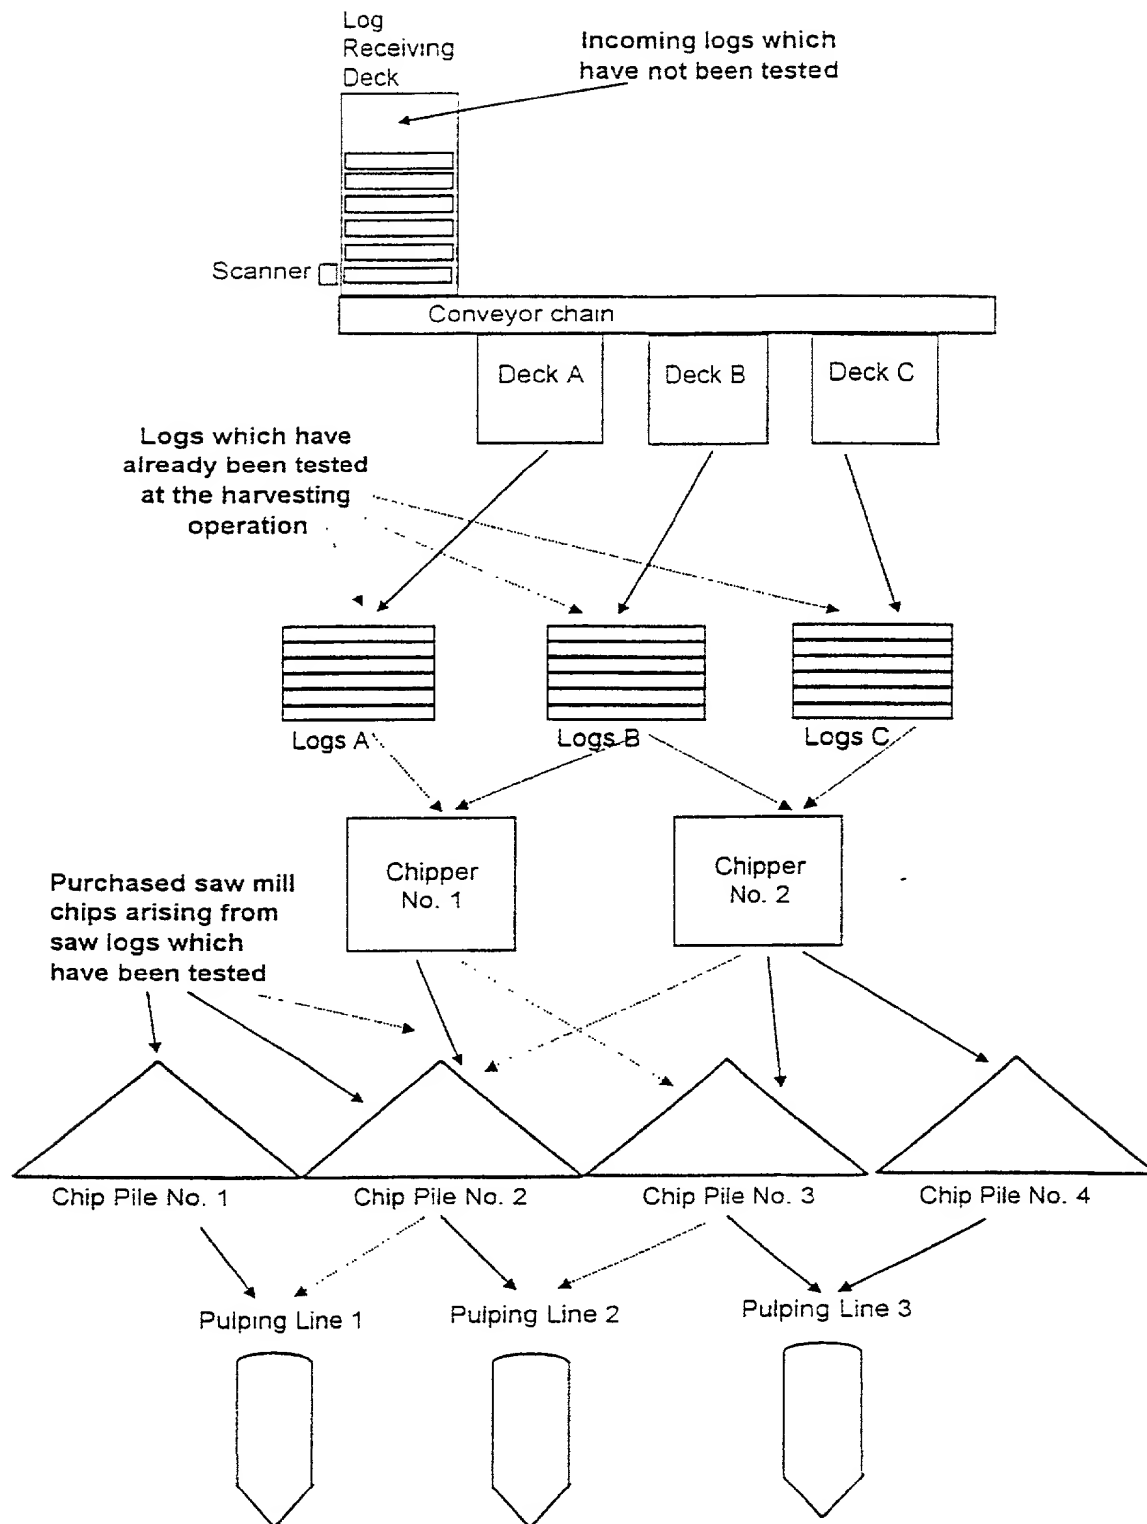 Log
Receiving
Deck
Incoming logs which
have not been tested
Scanner
Conveyor chain
Deck A
Deck B
Deck C
Logs which have
already been tested
at the harvesting
operation
Logs A
Logs B
Logs C
Chipper
No. 1
Chipper
No. 2
Purchased saw mill
chips arising from
saw logs which
have been tested
Chip Pile No. 1
Chip Pile No. 2
Chip Pile No. 3
Chip Pile No. 4
Pulping Line 1
Pulping Line 2
Pulping Line 3